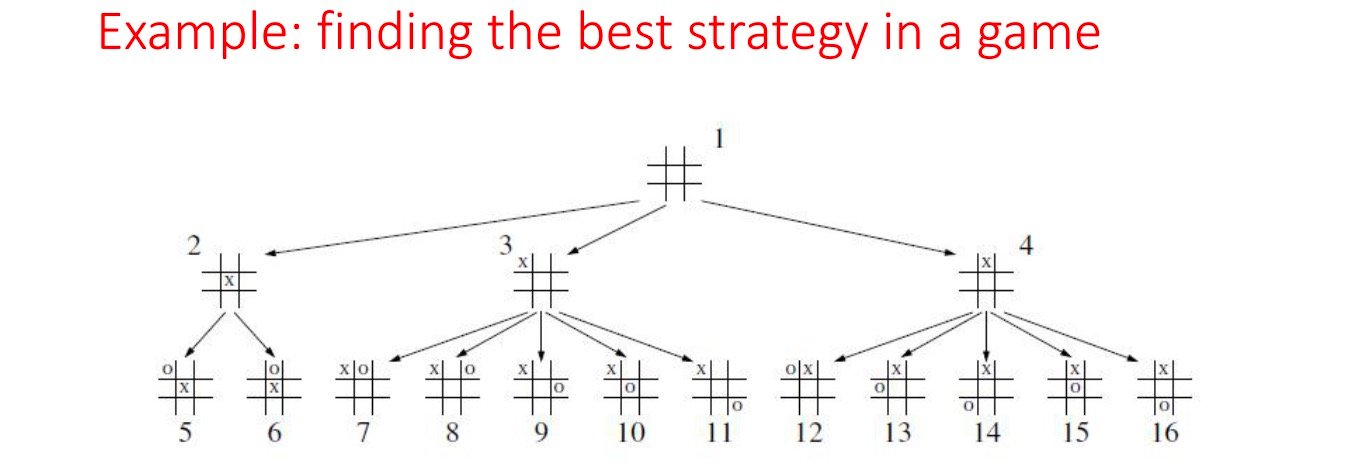 Example: finding the best strategy in a game
1
2 3 4
x x x
o o x o x o x x x o x x x x x
x x o o o o o o
o o o
5 6 7 8 9 10 11 12 13 14 15 16